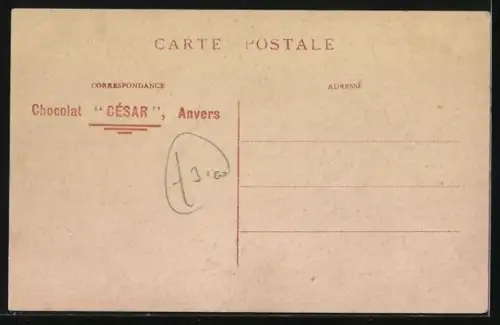 CARTE POSTALE
CORRESPONDANCE
ADRESSE
Chocolat "CÉSAR", Anvers